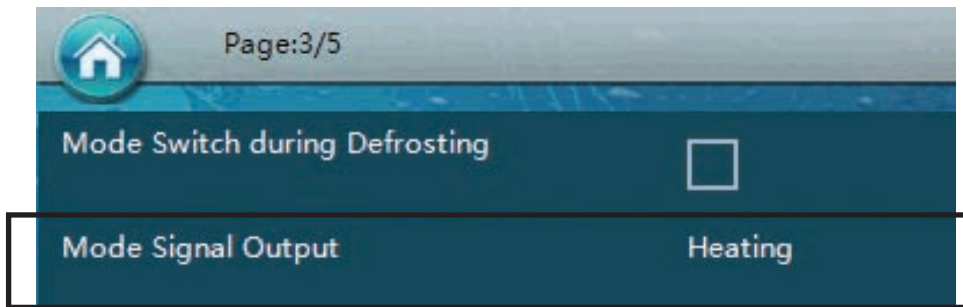 Page:3/5
Mode Switch during Defrosting
Mode Signal Output Heating